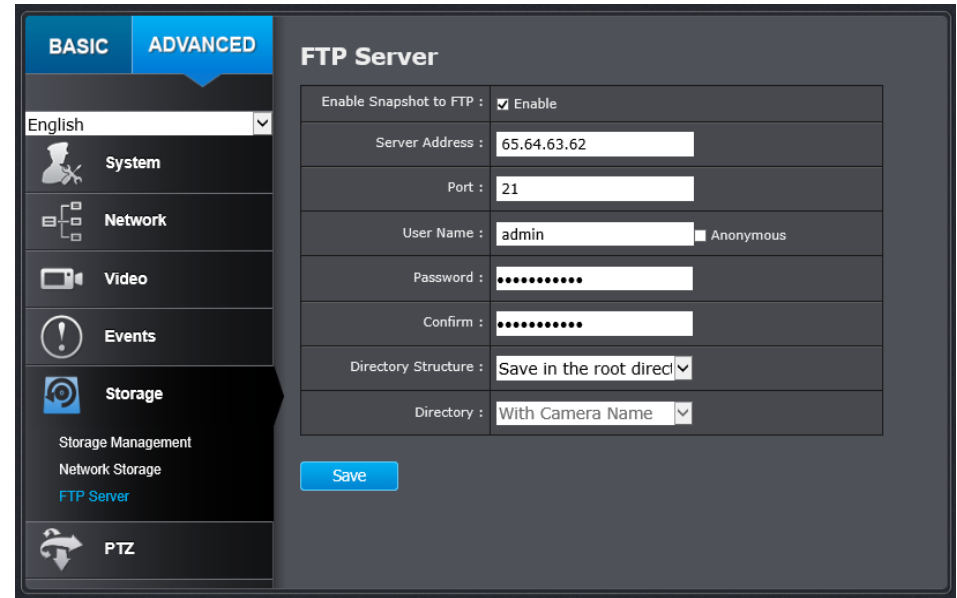 BASIC ADVANCED
English
System
Network
Video
Events
Storage
Storage Management
Network Storage
FTP Server
PTZ
FTP Server
Enable Snapshot to FTP : Enable
Server Address : 65.64.63.62
Port : 21
User Name : admin Anonymous
Password : •••••••••••
Confirm : •••••••••••
Directory Structure : Save in the root direct
Directory : With Camera Name
Save